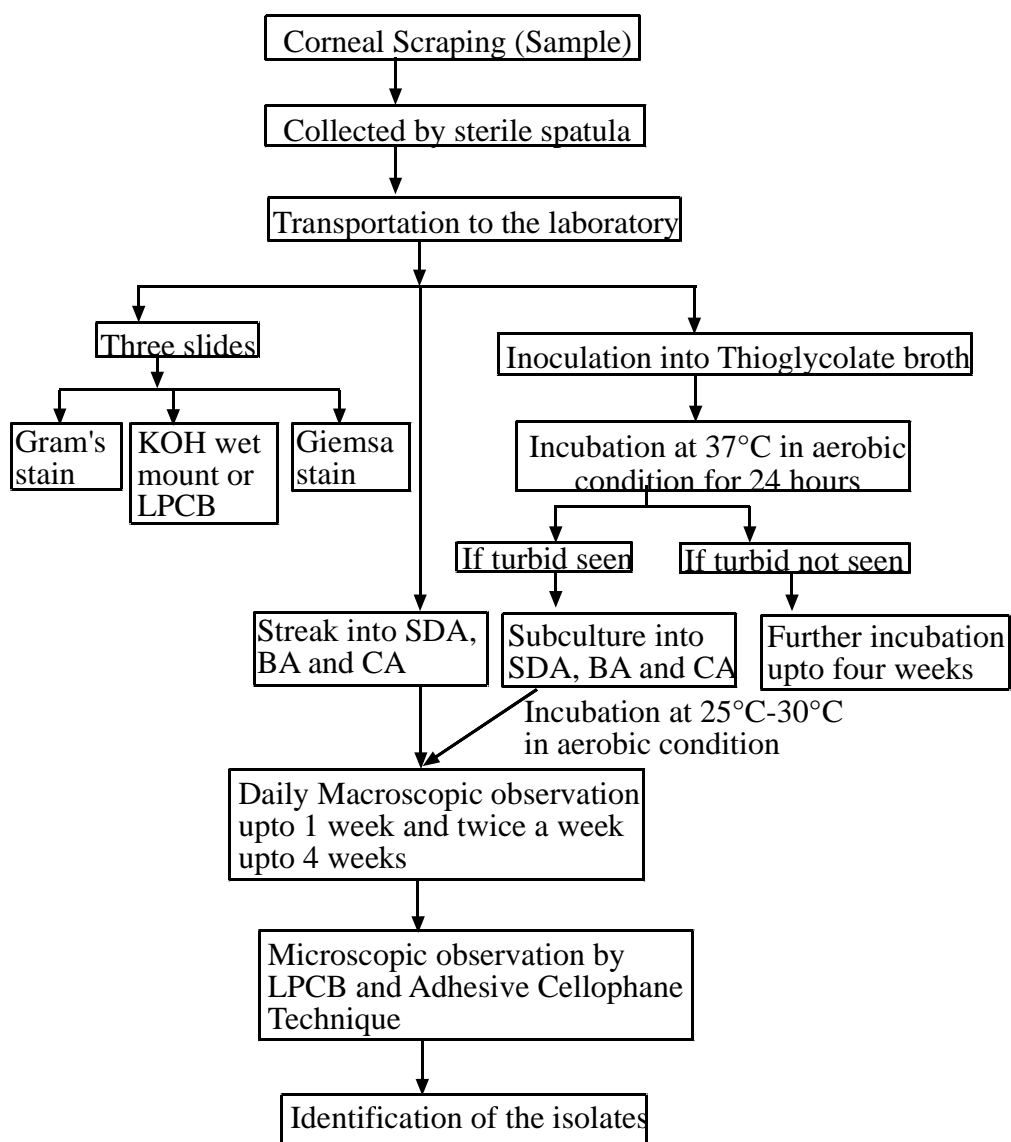 Corneal Scraping (Sample)
Collected by sterile spatula
Transportation to the laboratory
Three slides
Gram's
stain
KOH wet
mount or
LPCB
Giemsa
stain
Inoculation into Thioglycolate broth
Incubation at 37°C in aerobic
condition for 24 hours
If turbid seen
If turbid not seen
Streak into SDA,
BA and CA
Subculture into
SDA, BA and CA
Further incubation
upto four weeks
Incubation at 25°C-30°C
in aerobic condition
Daily Macroscopic observation
upto 1 week and twice a week
upto 4 weeks
Microscopic observation by
LPCB and Adhesive Cellophane
Technique
Identification of the isolates